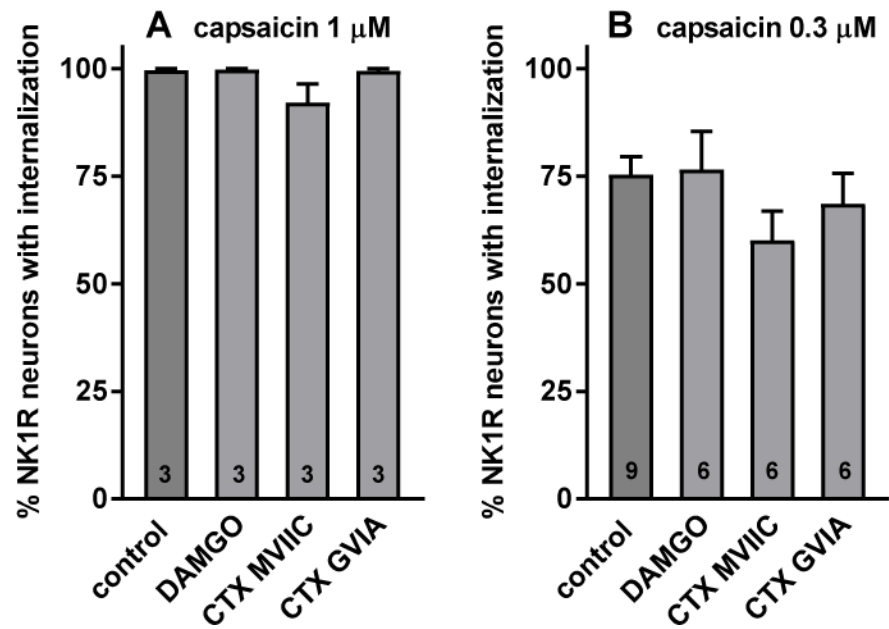 A capsaicin 1 μM
% NK1R neurons with internalization
100
75
50
25
0
3 3 3 3
control
DAMGO
CTX MVIIC
CTX GVIA
B capsaicin 0.3 μM
% NK1R neurons with internalization
100
75
50
25
0
9 6 6 6
control
DAMGO
CTX MVIIC
CTX GVIA